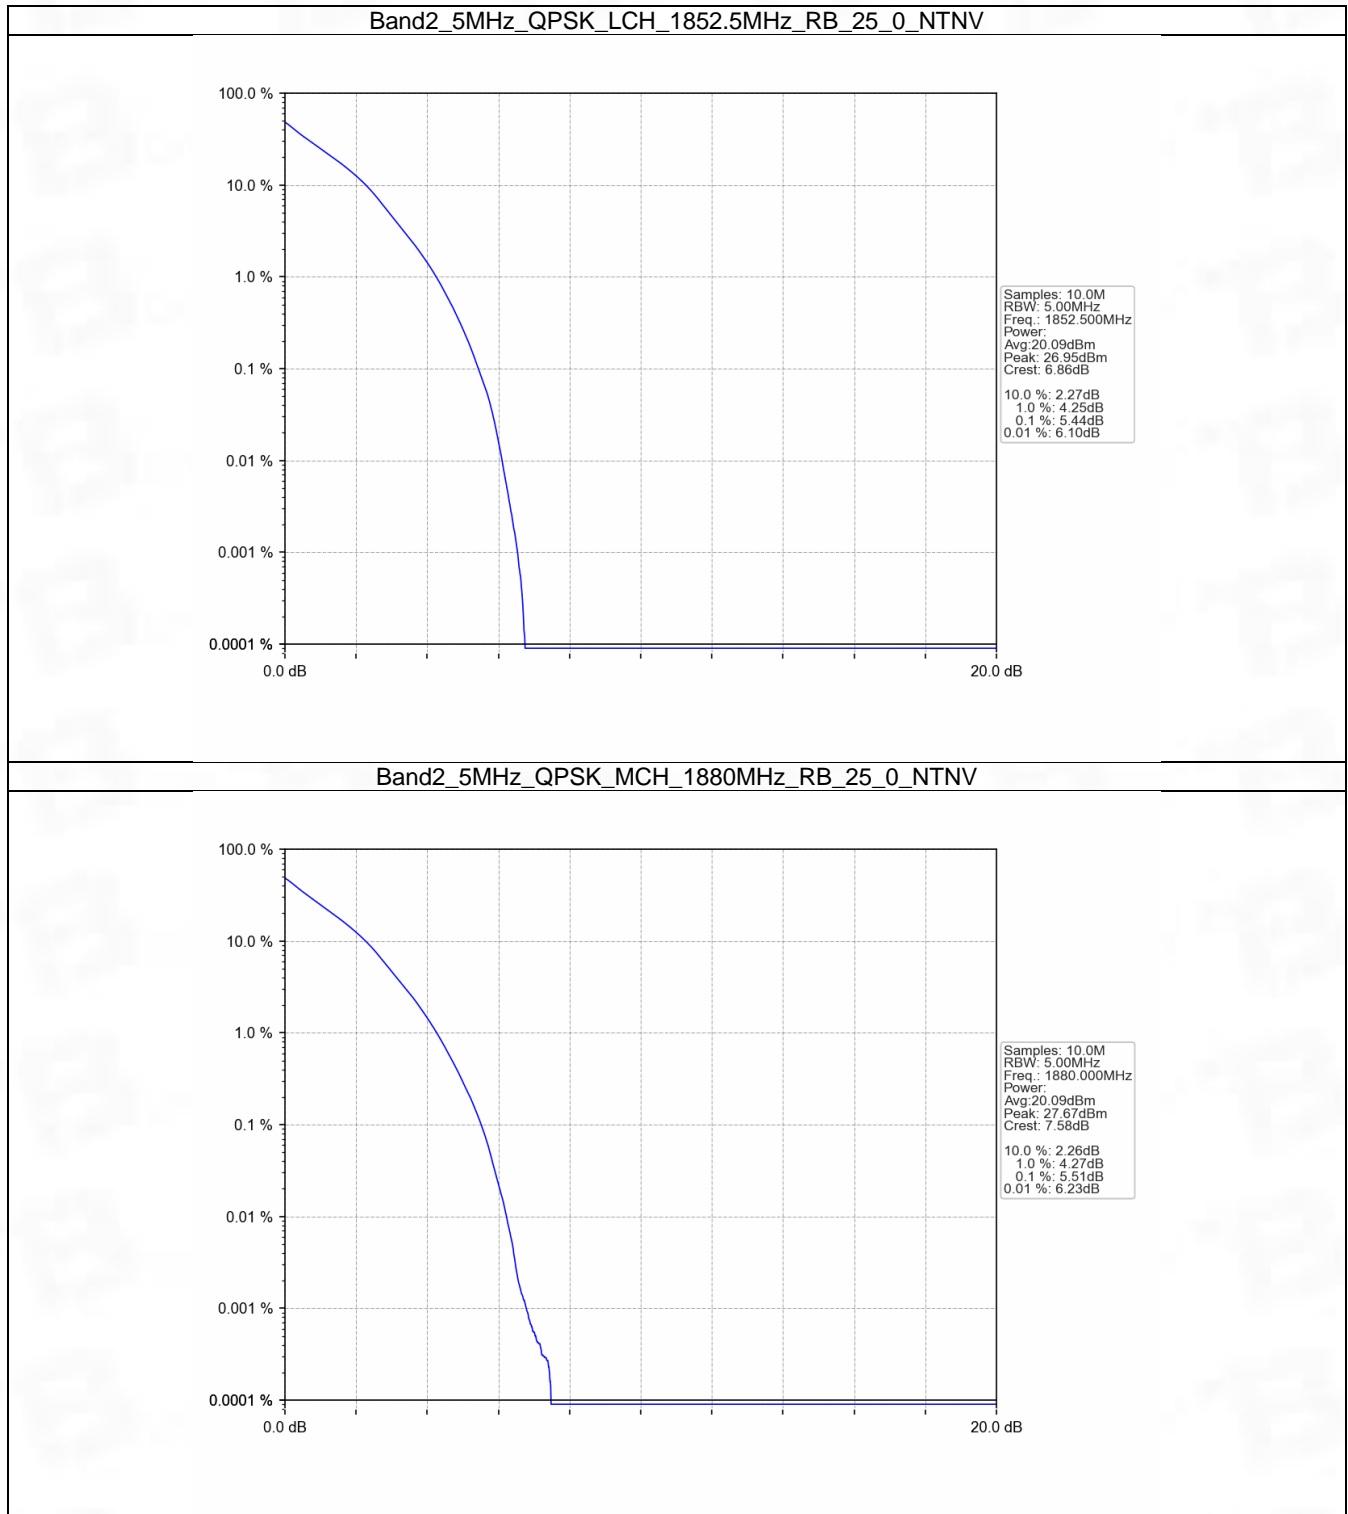 Band2_5MHz_QPSK_LCH_1852.5MHz_RB_25_0_NTNV
100.0 %
10.0 %
1.0 %
0.1 %
0.01 %
0.001 %
0.0001 %
0.0 dB
20.0 dB
Samples: 10.0M
RBW: 5.00MHz
Freq.: 1852.500MHz
Power:
Avg:20.09dBm
Peak: 26.95dBm
Crest: 6.86dB
10.0 %: 2.27dB
1.0 %: 4.25dB
0.1 %: 5.44dB
0.01 %: 6.10dB
Band2_5MHz_QPSK_MCH_1880MHz_RB_25_0_NTNV
100.0 %
10.0 %
1.0 %
0.1 %
0.01 %
0.001 %
0.0001 %
0.0 dB
20.0 dB
Samples: 10.0M
RBW: 5.00MHz
Freq.: 1880.000MHz
Power:
Avg:20.09dBm
Peak: 27.67dBm
Crest: 7.58dB
10.0 %: 2.26dB
1.0 %: 4.27dB
0.1 %: 5.51dB
0.01 %: 6.23dB